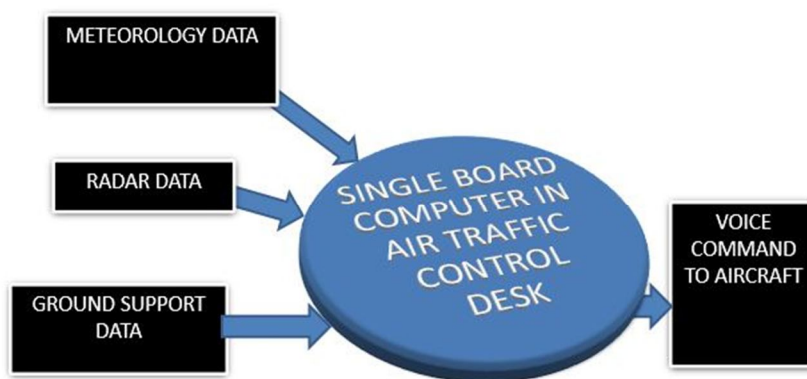 METEOROLOGY DATA
RADAR DATA
GROUND SUPPORT
DATA
SINGLE BOARD
COMPUTER IN
AIR TRAFFIC
CONTROL
DESK
VOICE
COMMAND
TO AIRCRAFT